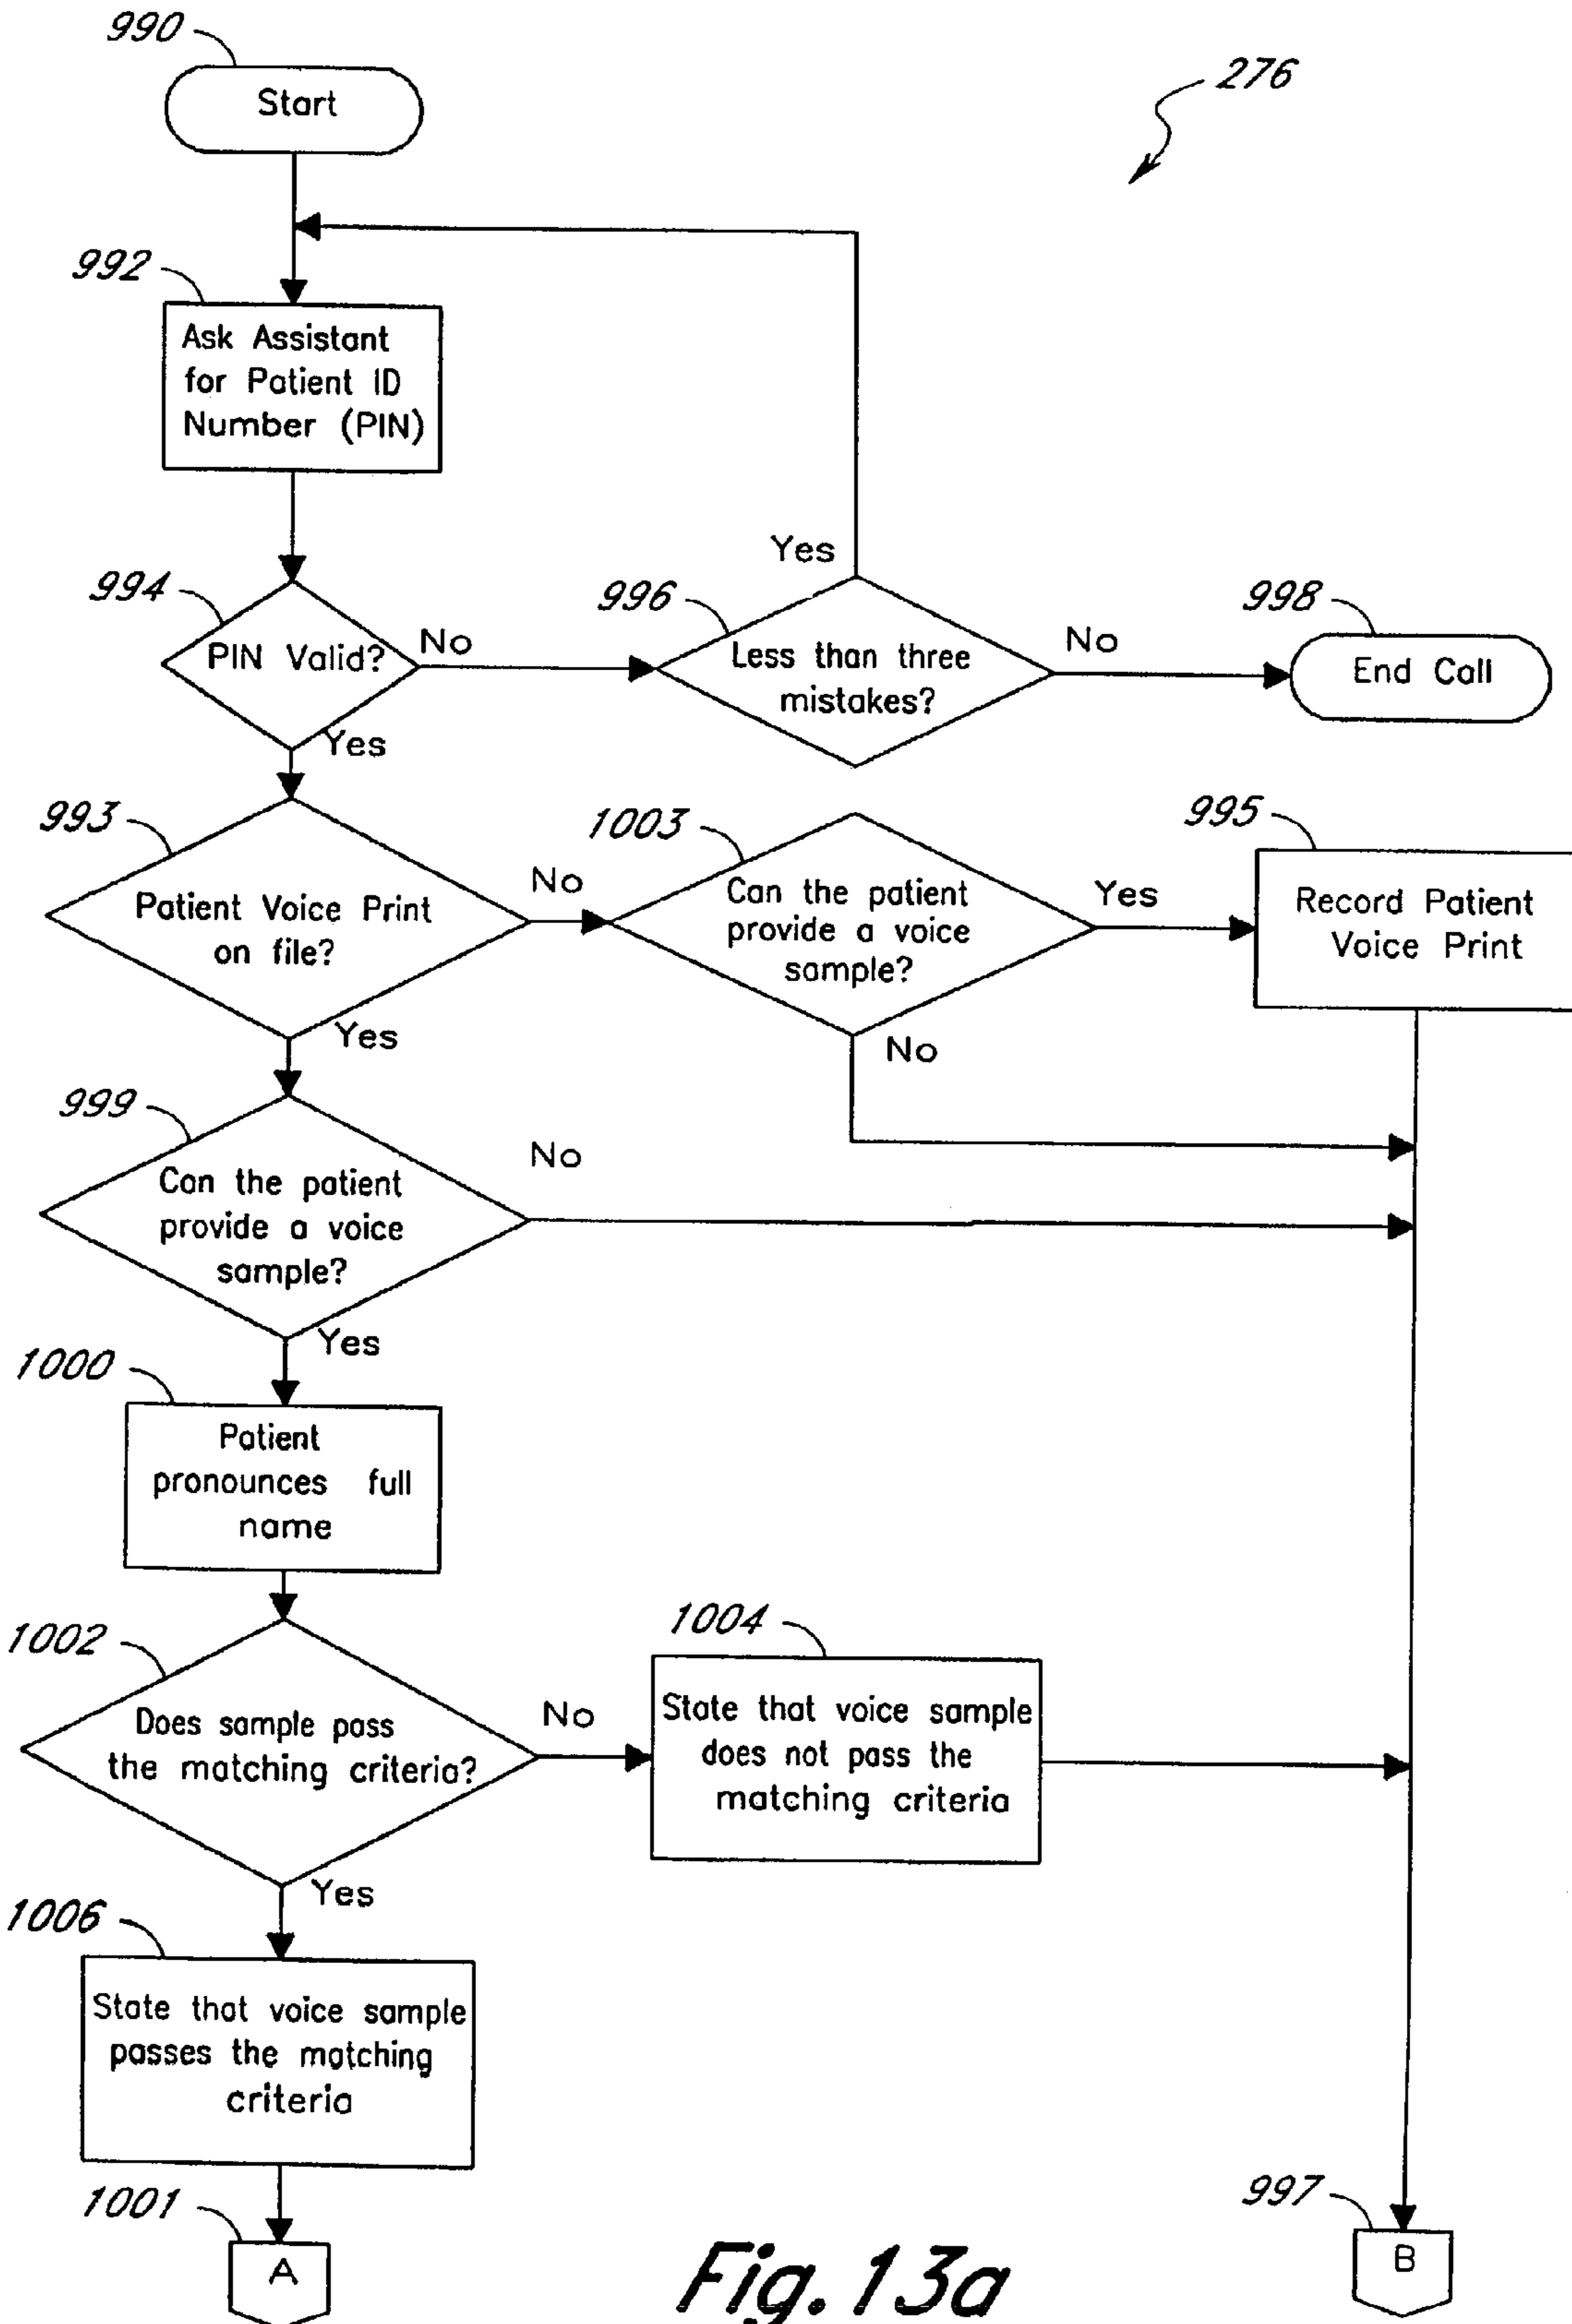 990
Start
276
992
Ask Assistant
for Patient ID
Number (PIN)
994
PIN Valid?
No
Yes
996
Yes
Less than three
mistakes?
No
998
End Call
993
Patient Voice Print
on file?
No
Yes
1003
Can the patient
provide a voice
sample?
Yes
No
995
Record Patient
Voice Print
999
Can the patient
provide a voice
sample?
No
Yes
1000
Patient
pronounces full
name
1002
Does sample pass
the matching criteria?
No
Yes
1004
State that voice sample
does not pass the
matching criteria
1006
State that voice sample
passes the matching
criteria
1001
A
997
B
Fig. 13a